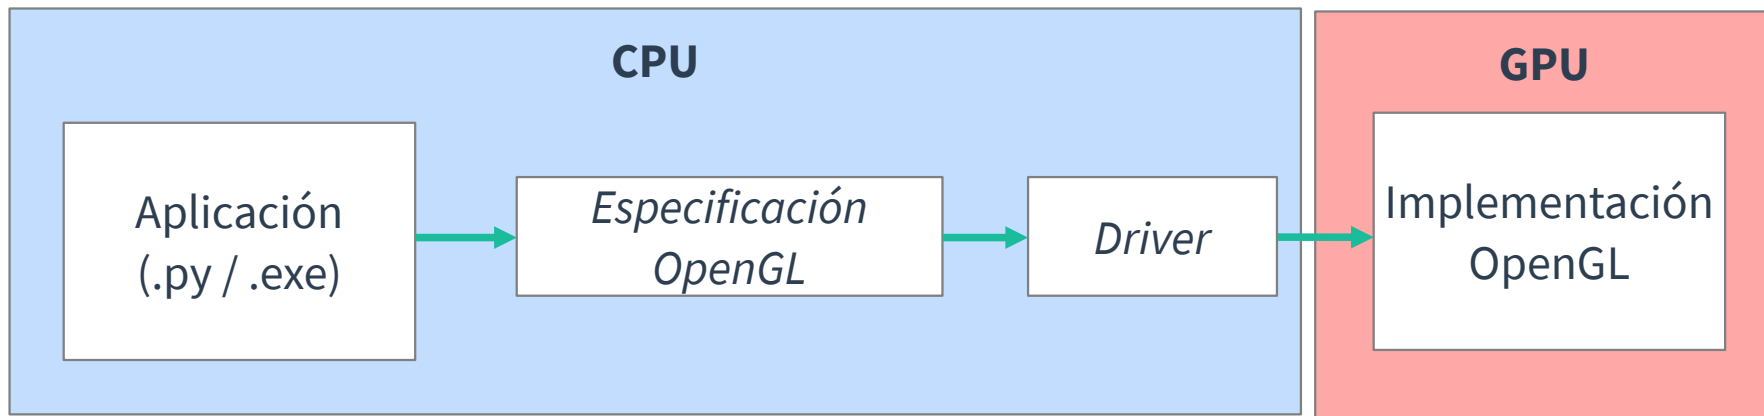 CPU
GPU
Aplicación
(.py / .exe)
Especificación
OpenGL
Driver
Implementación
OpenGL